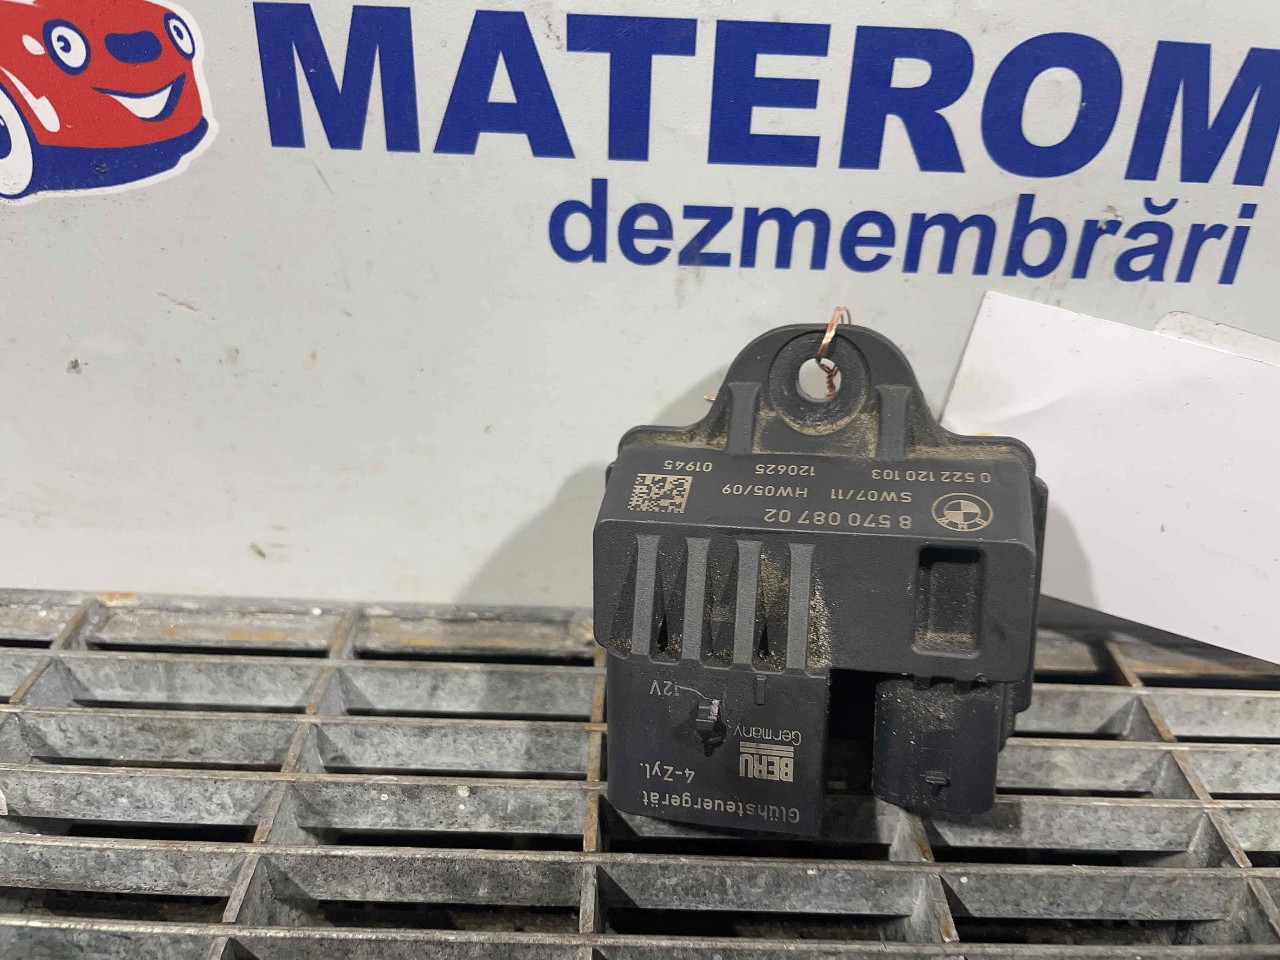 MATEROM
dezmembrări
8 570 087 02
SW07/11 HW05/09
0 522 120 103 120625 01945
Glühsteuergerät
4-Zyl.
BERU
Germany
12V